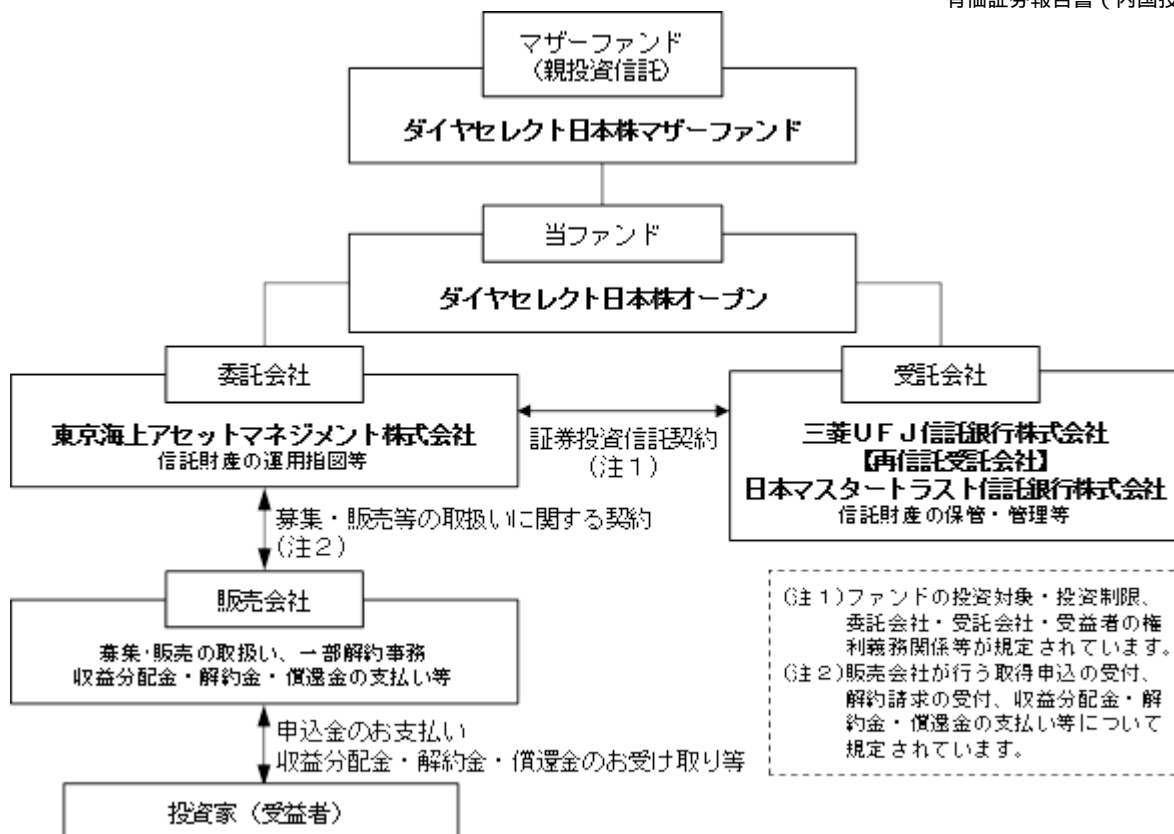 有価証券報告書(内国投
マザーファンド
(親投資信託)
ダイヤセレクト日本株マザーファンド
当ファンド
ダイヤセレクト日本株オープン
委託会社
東京海上アセットマネジメント株式会社
信託財産の運用指図等
証券投資信託契約
(注1)
受託会社
三菱UFJ信託銀行株式会社
【再信託受託会社】
日本マスタートラスト信託銀行株式会社
信託財産の保管・管理等
募集・販売等の取扱いに関する契約
(注2)
販売会社
募集・販売の取扱い、一部解約事務
収益分配金・解約金・償還金の支払い等
(注1)ファンドの投資対象・投資制限、
委託会社・受託会社・受益者の権
利義務関係等が規定されています。
(注2)販売会社が行う取得申込の受付、
解約請求の受付、収益分配金・解
約金・償還金の支払い等について
規定されています。
申込金のお支払い
収益分配金・解約金・償還金のお受け取り等
投資家(受益者)